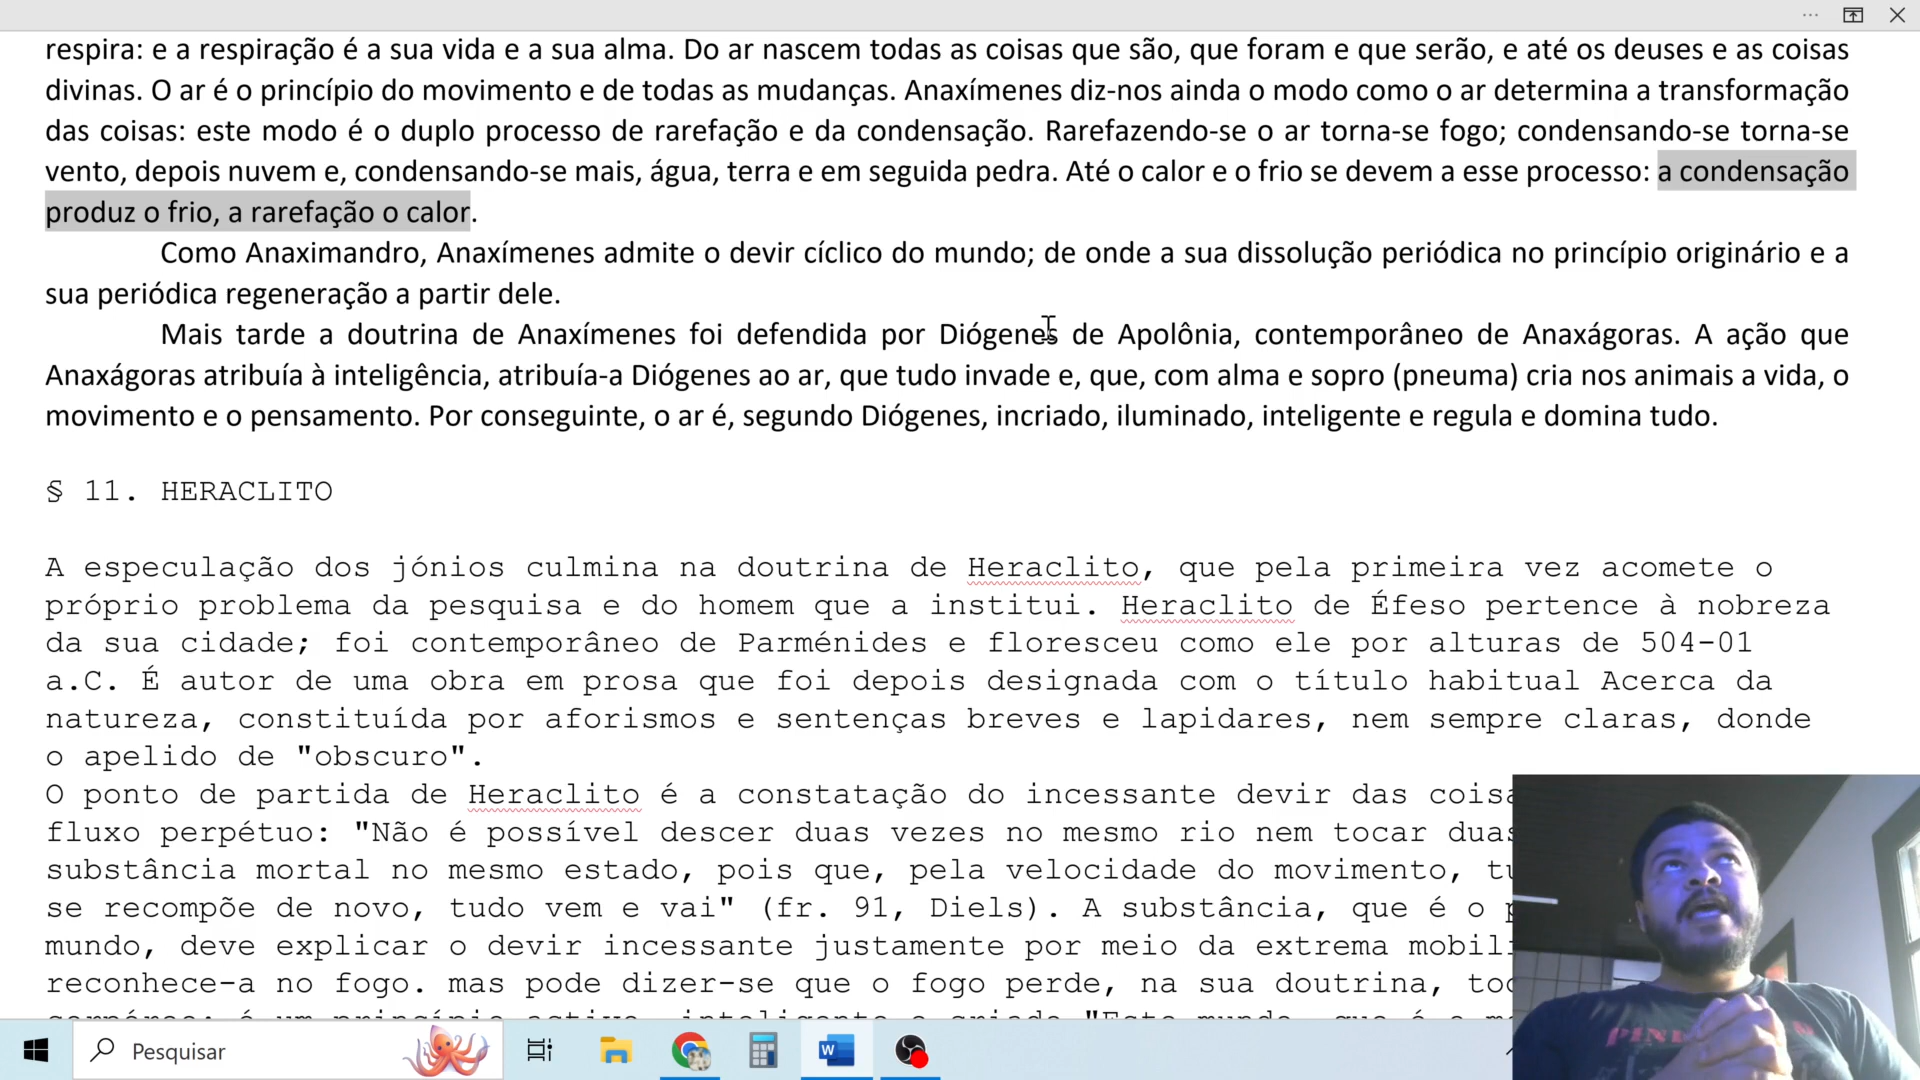 respira: e a respiração é a sua vida e a sua alma. Do ar nascem todas as coisas que são, que foram e que serão, e até os deuses e as coisas
divinas. O ar é o princípio do movimento e de todas as mudanças. Anaxímenes diz-nos ainda o modo como o ar determina a transformação
das coisas: este modo é o duplo processo de rarefação e da condensação. Rarefazendo-se o ar torna-se fogo; condensando-se torna-se
vento, depois nuvem e, condensando-se mais, água, terra e em seguida pedra. Até o calor e o frio se devem a esse processo: a condensação
produz o frio, a rarefação o calor.
Como Anaximandro, Anaxímenes admite o devir cíclico do mundo; de onde a sua dissolução periódica no princípio originário e a
sua periódica regeneração a partir dele.
Mais tarde a doutrina de Anaxímenes foi defendida por Diógenes de Apolônia, contemporâneo de Anaxágoras. A ação que
Anaxágoras atribuía à inteligência, atribuía-a Diógenes ao ar, que tudo invade e, que, com alma e sopro (pneuma) cria nos animais a vida, o
movimento e o pensamento. Por conseguinte, o ar é, segundo Diógenes, incriado, iluminado, inteligente e regula e domina tudo.
§ 11. HERACLITO
A especulação dos jónios culmina na doutrina de Heraclito, que pela primeira vez acomete o
próprio problema da pesquisa e do homem que a institui. Heraclito de Éfeso pertence à nobreza
da sua cidade; foi contemporâneo de Parménides e floresceu como ele por alturas de 504-01
a.C. É autor de uma obra em prosa que foi depois designada com o título habitual Acerca da
natureza, constituída por aforismos e sentenças breves e lapidares, nem sempre claras, donde
o apelido de "obscuro".
O ponto de partida de Heraclito é a constatação do incessante devir das
fluxo perpétuo: "Não é possível descer duas vezes no mesmo rio nem tocar
substância mortal no mesmo estado, pois que, pela velocidade do movimento,
se recompõe de novo, tudo vem e vai" (fr. 91, Diels). A substância, que é o
mundo, deve explicar o devir incessante justamente por meio da extrema
reconhece-a no fogo. mas pode dizer-se que o fogo perde, na sua doutrina,
Pesquisar